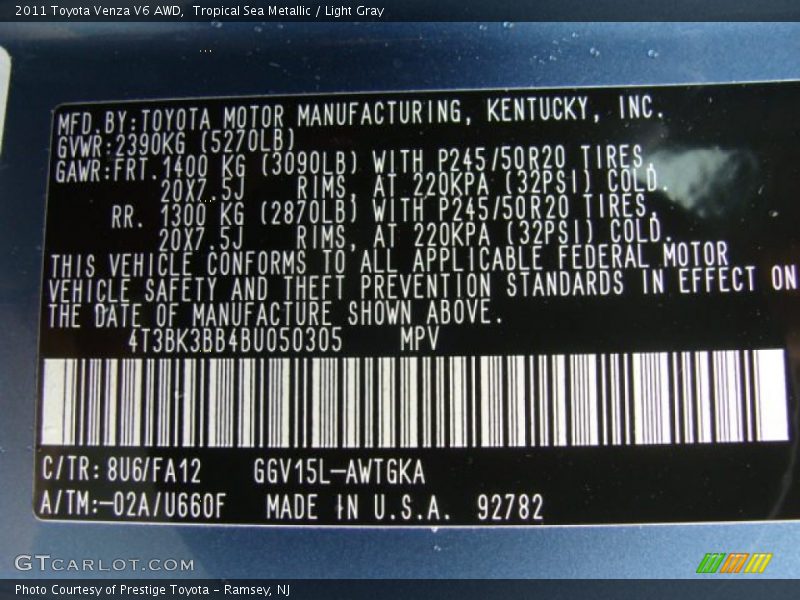 2011 Toyota Venza V6 AWD,  Tropical Sea Metallic / Light Gray
MFD.BY:TOYOTA MOTOR MANUFACTURING, KENTUCKY, INC.
GVWR:2390KG (5270LB)
GAWR:FRT.1400 KG (3090LB) WITH P245/50R20 TIRES,
20X7.5J RIMS, AT 220KPA (32PSI) COLD.
RR. 1300 KG (2870LB) WITH P245/50R20 TIRES,
20X7.5J RIMS, AT 220KPA (32PSI) COLD.
THIS VEHICLE CONFORMS TO ALL APPLICABLE FEDERAL MOTOR
VEHICLE SAFETY AND THEFT PREVENTION STANDARDS IN EFFECT ON
THE DATE OF MANUFACTURE SHOWN ABOVE.
4T3BK3BB4BU050305 MPV
C/TR: 8U6/FA12 GGV15L-AWTGKA
A/TM:-02A/U660F MADE IN U.S.A. 92782
GTCARLOT.COM
Photo Courtesy of Prestige Toyota - Ramsey, NJ